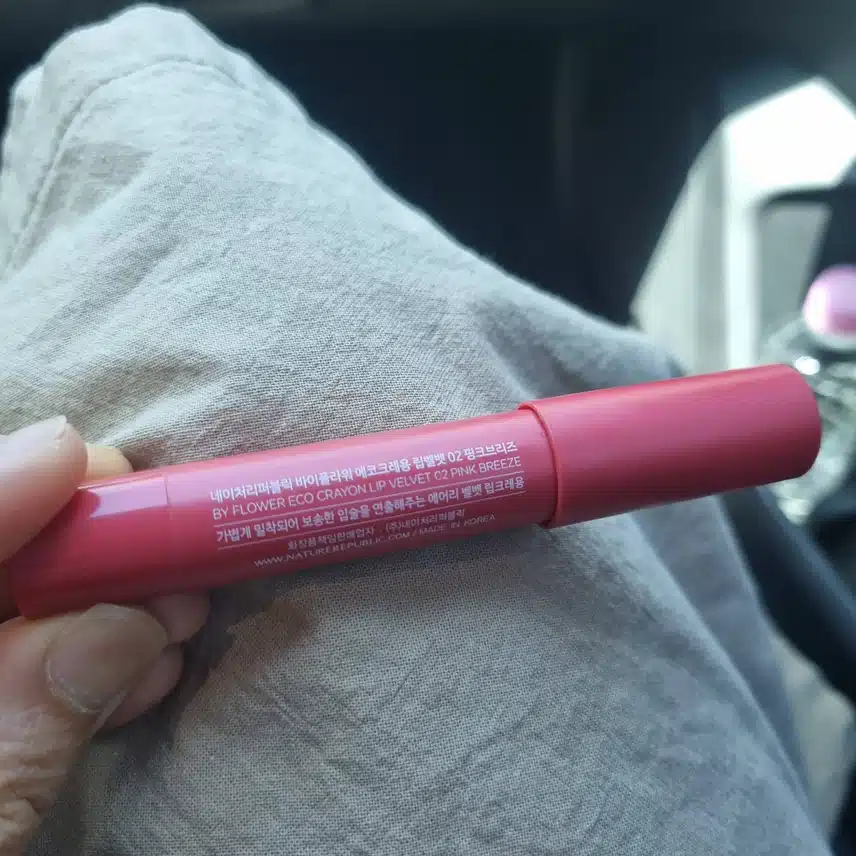 네이처리퍼블릭 바이플라워 에코크레용 립벨벳 02 핑크브리즈
BY FLOWER ECO CRAYON LIP VELVET 02 PINK BREEZE
가볍게 밀착되어 보송한 입술을 연출해주는 에어리 벨벳 립크레용
화장품책임판매업자 : (주)네이처리퍼블릭
WWW.NATUREREPUBLIC.COM / MADE IN KOREA